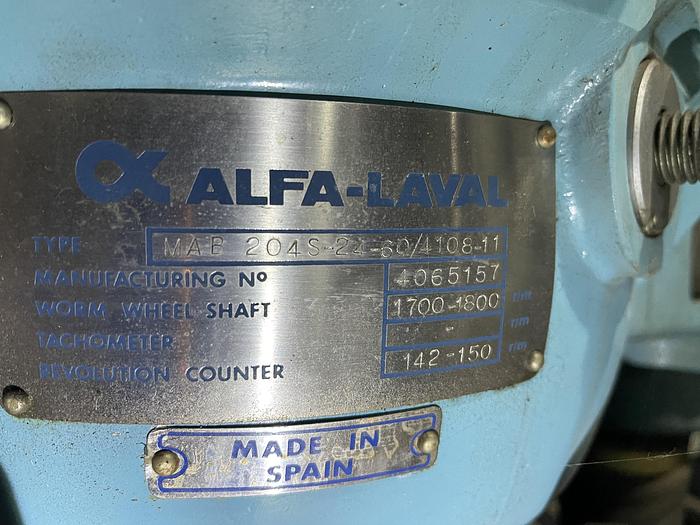 ALFA-LAVAL
TYPE MAB 204S-24-60/4108-11
MANUFACTURING Nº 4065157
WORM WHEEL SHAFT 1700-1800 r/m
TACHOMETER - r/m
REVOLUTION COUNTER 142-150 r/m
MADE IN
SPAIN